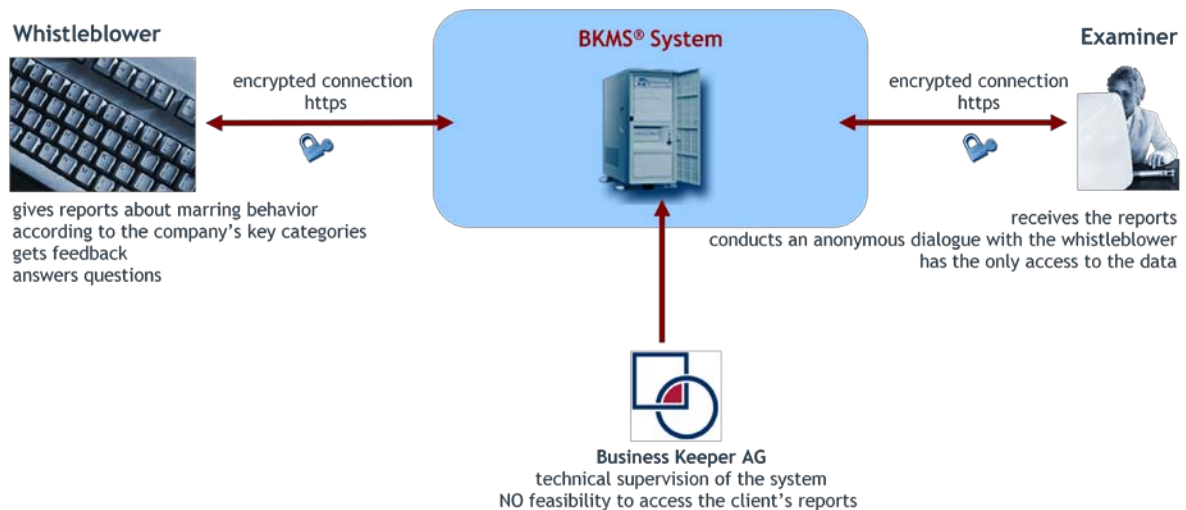 Whistleblower
BKMS® System
Examiner
encrypted connection
https
encrypted connection
https
gives reports about marring behavior
according to the company's key categories
gets feedback
answers questions
receives the reports
conducts an anonymous dialogue with the whistleblower
has the only access to the data
Business Keeper AG
technical supervision of the system
NO feasibility to access the client's reports